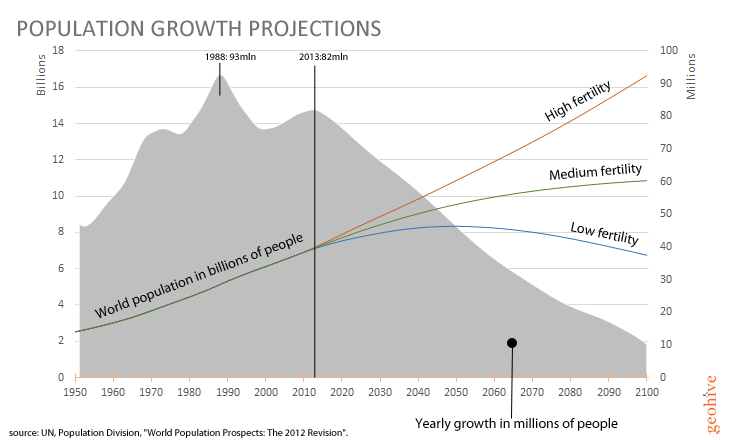 POPULATION GROWTH PROJECTIONS
18
1988: 93mln
2013:82mln
100
Billions
Millions
16
90
14
80
12
70
10
60
8
50
6
40
4
30
2
20
0
10
0
High fertility
Medium fertility
Low fertility
World population in billions of people
1950 1960 1970 1980 1990 2000 2010 2020 2030 2040 2050 2060 2070 2080 2090 2100
Yearly growth in millions of people
source: UN, Population Division, "World Population Prospects: The 2012 Revision".
geohive